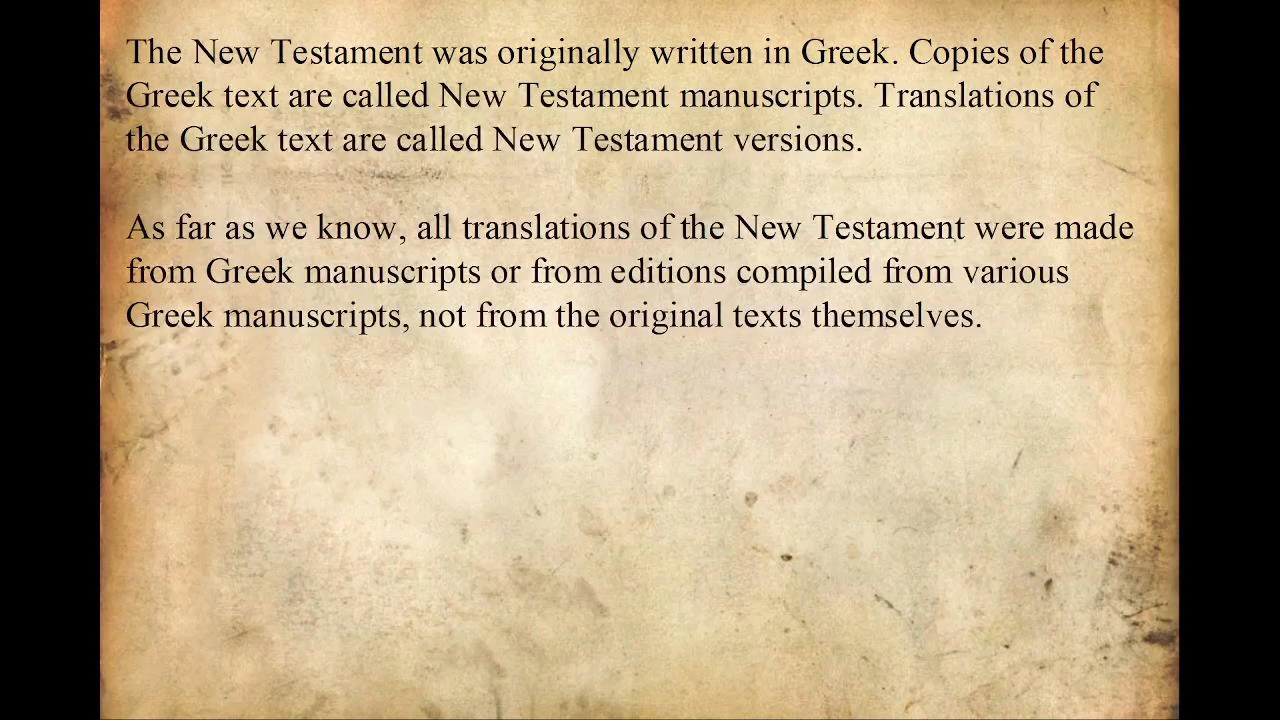 The New Testament was originally written in Greek. Copies of the
Greek text are called New Testament manuscripts. Translations of
the Greek text are called New Testament versions.
As far as we know, all translations of the New Testament were made
from Greek manuscripts or from editions compiled from various
Greek manuscripts, not from the original texts themselves.